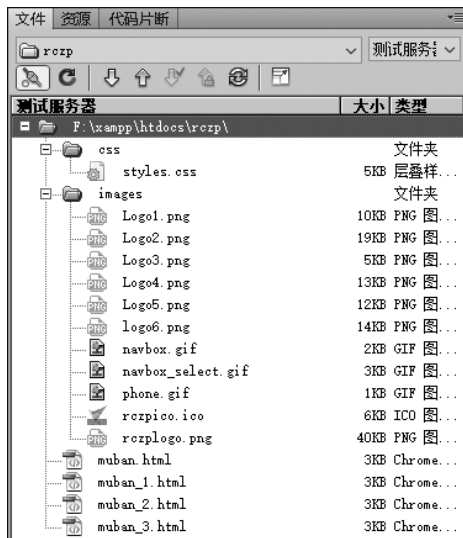 文件 资源 代码片断
rczp 测试服务
测试服务器 大小 类型
F:\xampp\htdocs\rczp\
css 文件夹
styles.css 5KB 层叠样...
images 文件夹
Logo1.png 10KB PNG 图...
Logo2.png 19KB PNG 图...
Logo3.png 5KB PNG 图...
Logo4.png 13KB PNG 图...
Logo5.png 12KB PNG 图...
logo6.png 14KB PNG 图...
navbox.gif 2KB GIF 图...
navbox_select.gif 3KB GIF 图...
phone.gif 1KB GIF 图...
rczpico.ico 6KB ICO 图...
rczplogo.png 40KB PNG 图...
muban.html 3KB Chrome...
muban_1.html 3KB Chrome...
muban_2.html 3KB Chrome...
muban_3.html 3KB Chrome...